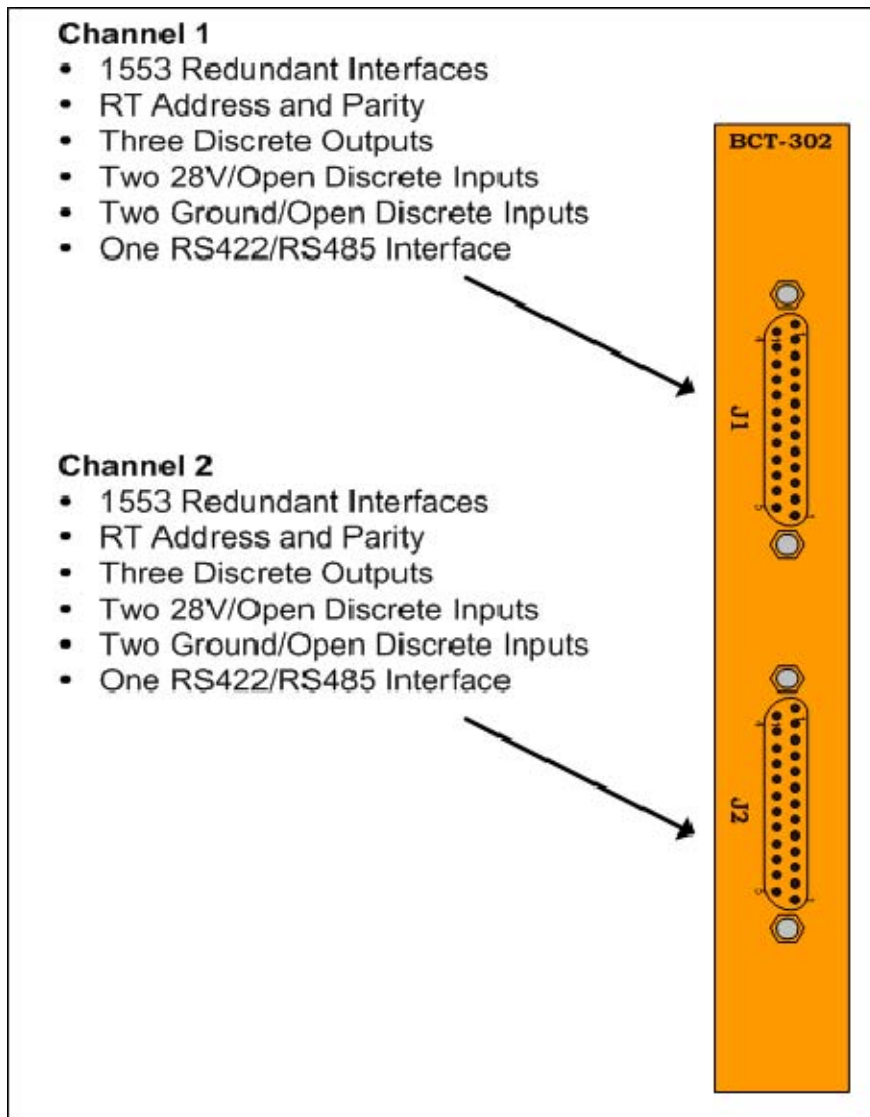 Channel 1
• 1553 Redundant Interfaces
• RT Address and Parity
• Three Discrete Outputs
• Two 28V/Open Discrete Inputs
• Two Ground/Open Discrete Inputs
• One RS422/RS485 Interface
BCT-302
J1
Channel 2
• 1553 Redundant Interfaces
• RT Address and Parity
• Three Discrete Outputs
• Two 28V/Open Discrete Inputs
• Two Ground/Open Discrete Inputs
• One RS422/RS485 Interface
J2